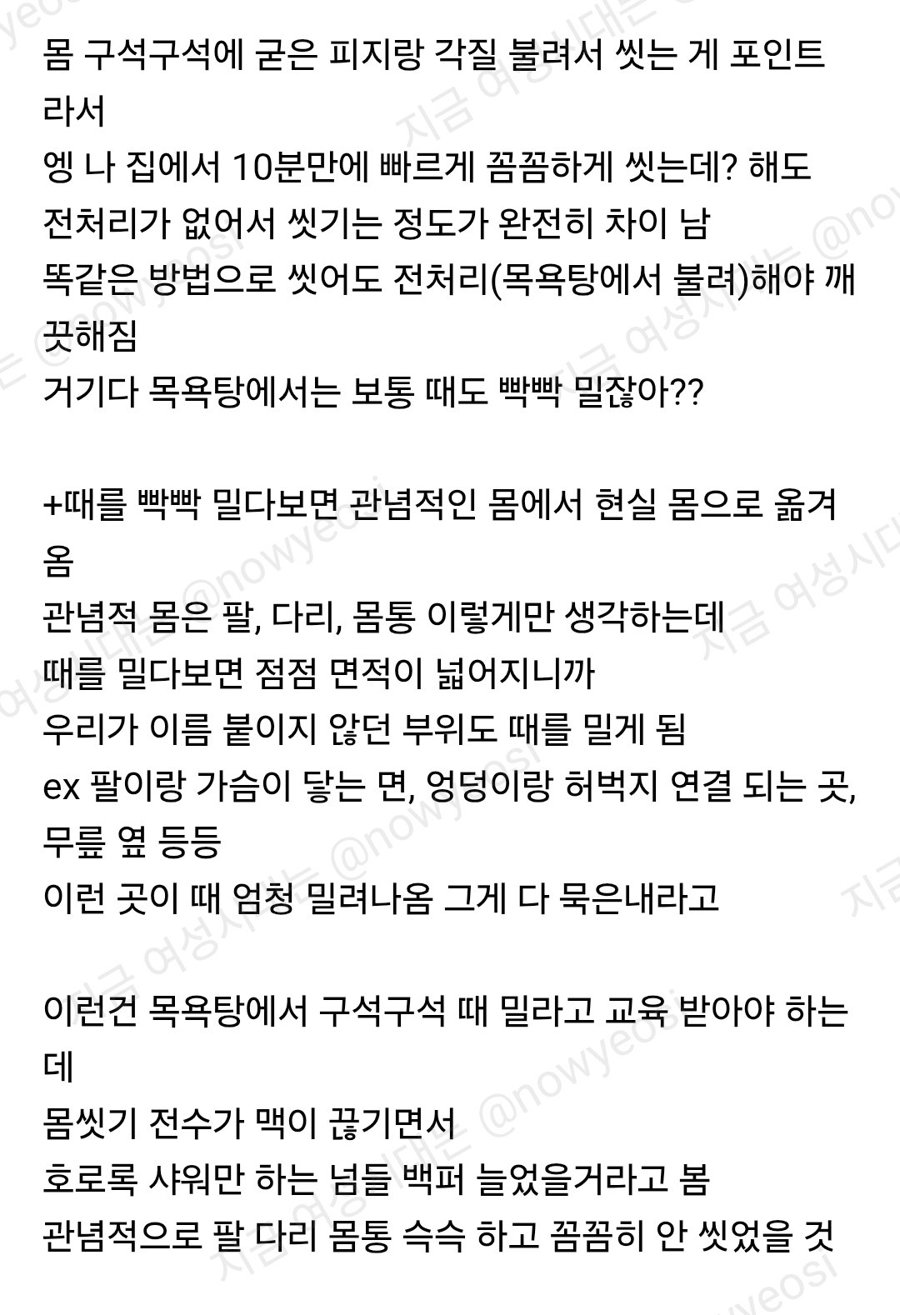 몸 구석구석에 굳은 피지랑 각질 불려서 씻는 게 포인트
라서
엥 나 집에서 10분만에 빠르게 꼼꼼하게 씻는데? 해도
전처리가 없어서 씻기는 정도가 완전히 차이 남
똑같은 방법으로 씻어도 전처리(목욕탕에서 불려)해야 깨
끗해짐
거기다 목욕탕에서는 보통 때도 빡빡 밀잖아??
+때를 빡빡 밀다보면 관념적인 몸에서 현실 몸으로 옮겨
옴
관념적 몸은 팔, 다리, 몸통 이렇게만 생각하는데
때를 밀다보면 점점 면적이 넓어지니까
우리가 이름 붙이지 않던 부위도 때를 밀게 됨
ex 팔이랑 가슴이 닿는 면, 엉덩이랑 허벅지 연결 되는 곳,
무릎 옆 등등
이런 곳이 때 엄청 밀려나옴 그게 다 묵은내라고
이런건 목욕탕에서 구석구석 때 밀라고 교육 받아야 하는
데
몸씻기 전수가 맥이 끊기면서
호로록 샤워만 하는 넘들 백퍼 늘었을거라고 봄
관념적으로 팔 다리 몸통 슥슥 하고 꼼꼼히 안 씻었을 것
지금 여성시대는 @nowyeosi